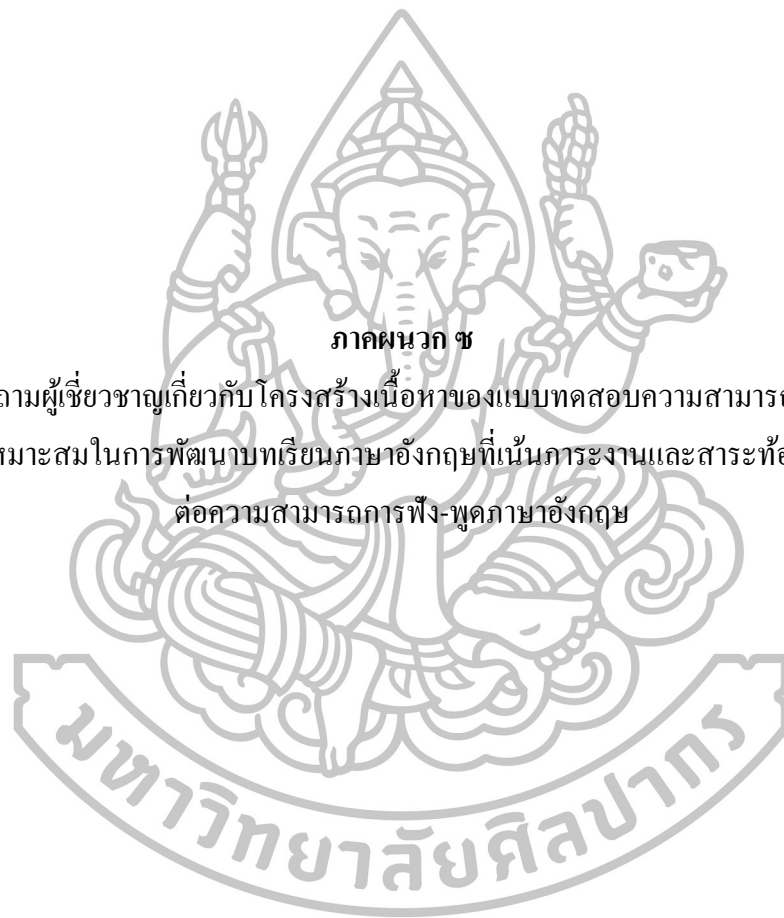 ภาคผนวก ซ
ถามผู้เชี่ยวชาญเกี่ยวกับโครงสร้างเนื้อหาของแบบทดสอบความสามารถ
หมาะสมในการพัฒนาบทเรียนภาษาอังกฤษที่เน้นภาระงานและสาระท้อ
ต่อความสามารถการฟัง-พูดภาษาอังกฤษ
มหาวิทยาลัยศิลปากร